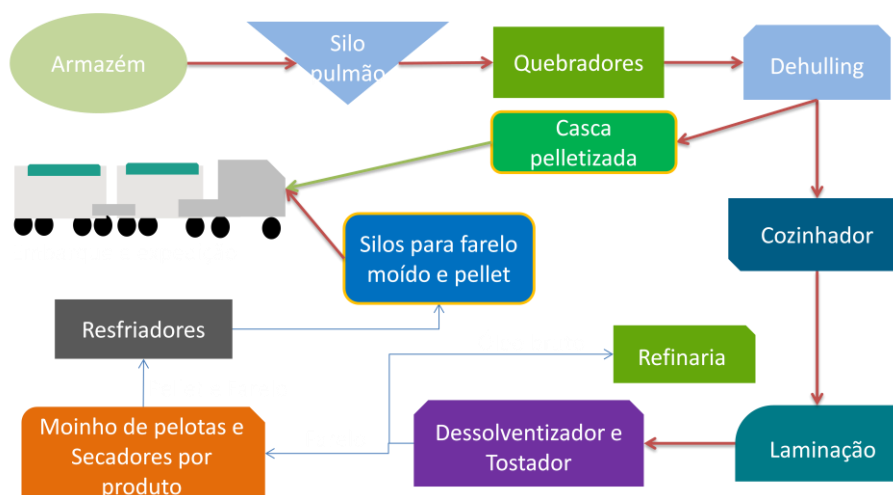 Armazém
Silo
pulmão
Quebradores
Dehulling
Casca
pelletizada
Silos para farelo
moído e pellet
Cozinhador
Resfriadores
Refinaria
Moinho de pelotas e
Secadores por
produto
Dessolventizador e
Tostador
Laminação